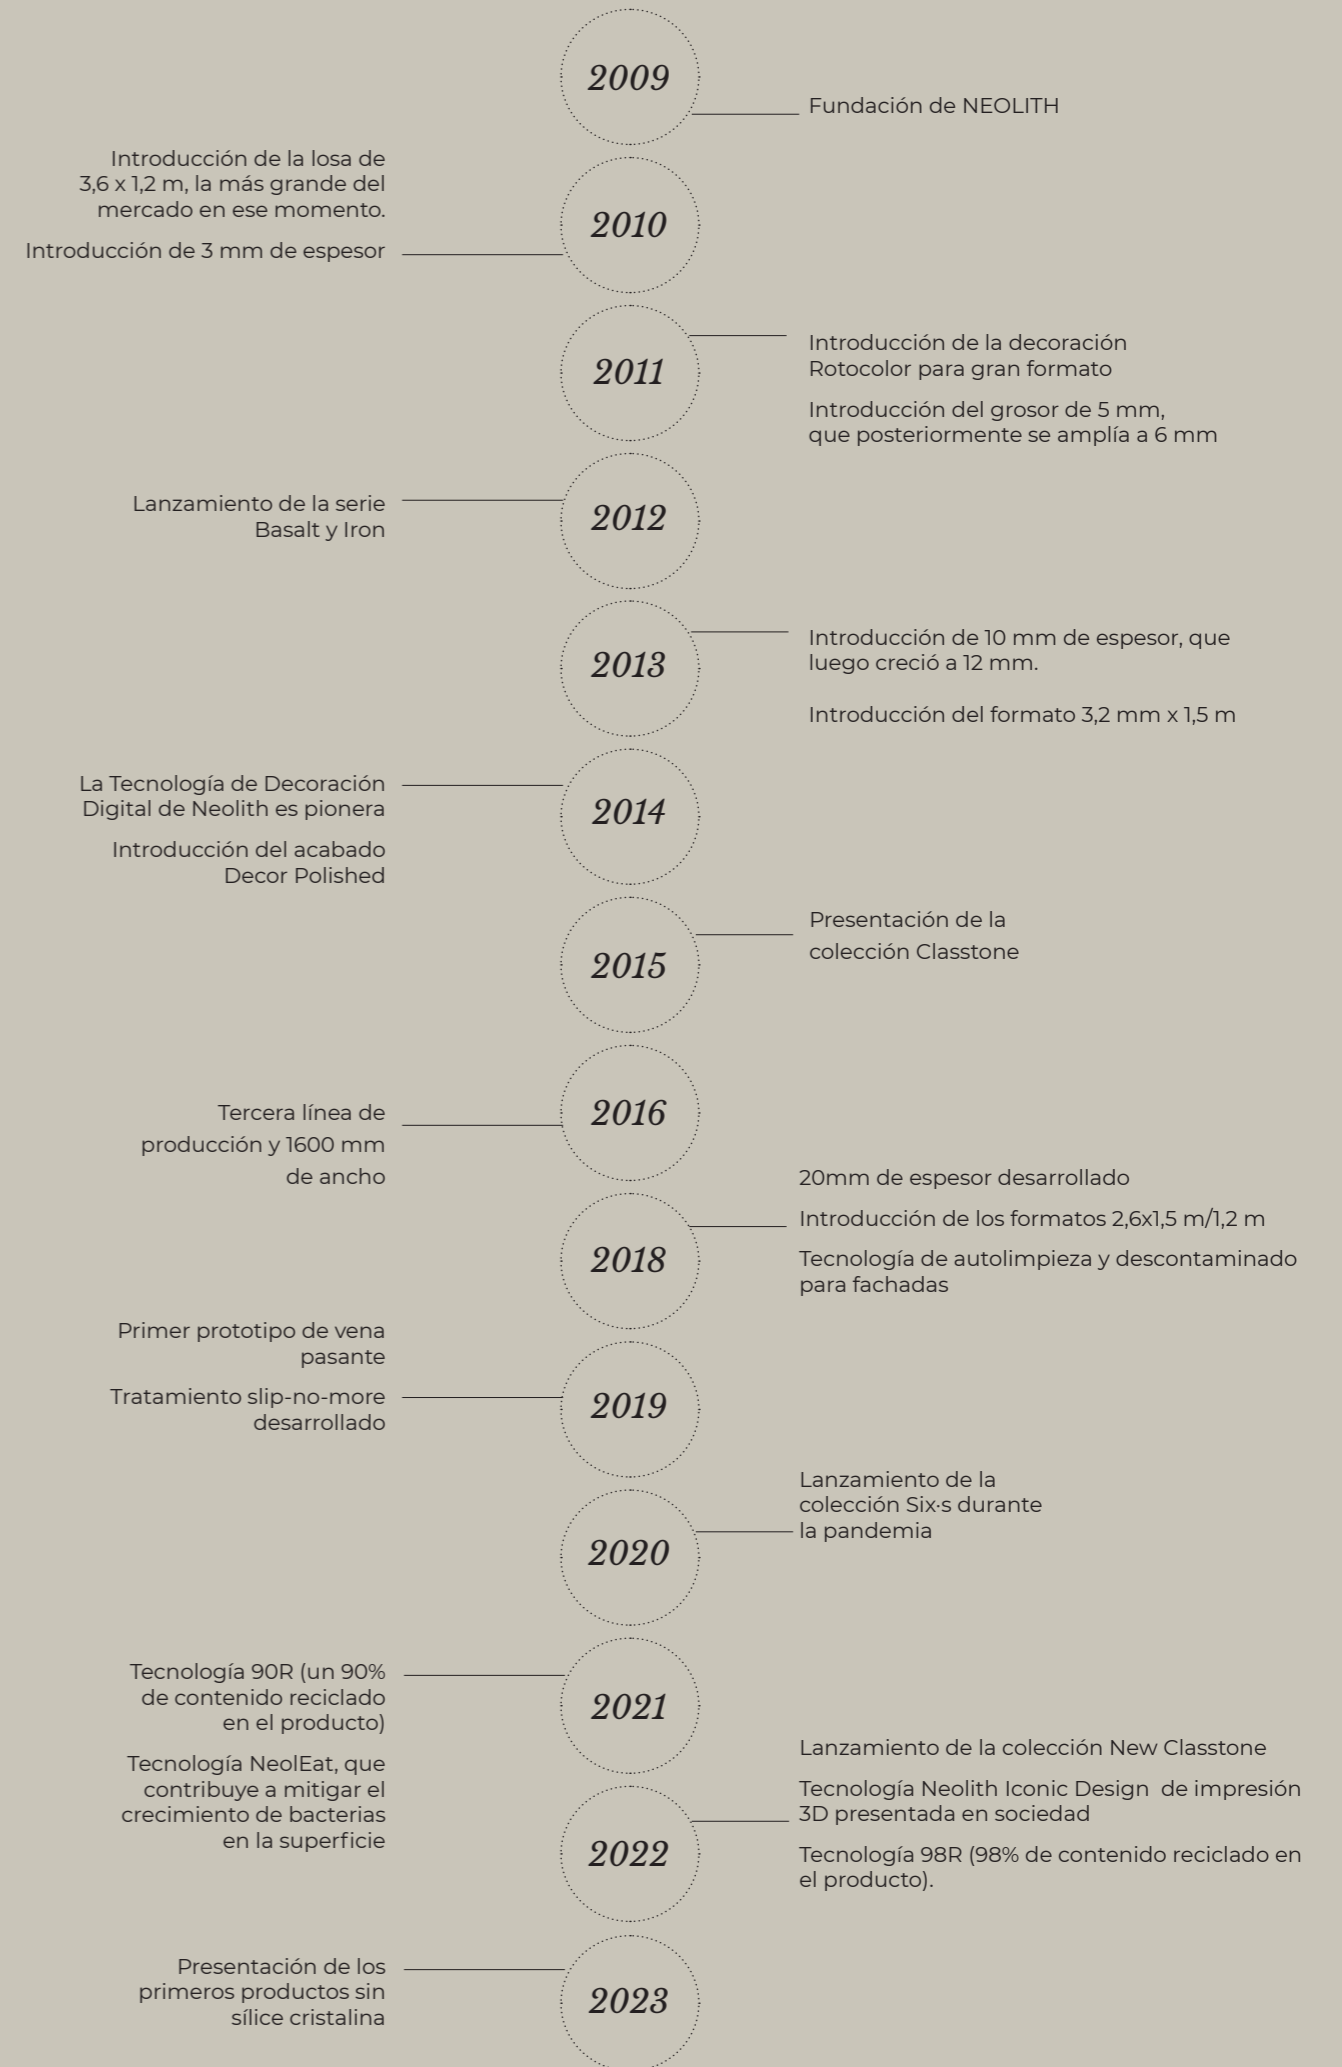 2009
Fundación de NEOLITH
Introducción de la losa de
3,6 x 1,2 m, la más grande del
mercado en ese momento.
Introducción de 3 mm de espesor
2010
2011
Introducción de la decoración
Rotocolor para gran formato
Introducción del grosor de 5 mm,
que posteriormente se amplía a 6 mm
Lanzamiento de la serie
Basalt y Iron
2012
2013
Introducción de 10 mm de espesor, que
luego creció a 12 mm.
Introducción del formato 3,2 mm x 1,5 m
La Tecnología de Decoración
Digital de Neolith es pionera
Introducción del acabado
Decor Polished
2014
2015
Presentación de la
colección Classtone
Tercera línea de
producción y 1600 mm
de ancho
2016
2018
20mm de espesor desarrollado
Introducción de los formatos 2,6x1,5 m/1,2 m
Tecnología de autolimpieza y descontaminado
para fachadas
Primer prototipo de vena
pasante
Tratamiento slip-no-more
desarrollado
2019
2020
Lanzamiento de la
colección Six·s durante
la pandemia
Tecnología 90R (un 90%
de contenido reciclado
en el producto)
Tecnología NeolEat, que
contribuye a mitigar el
crecimiento de bacterias
en la superficie
2021
2022
Lanzamiento de la colección New Classtone
Tecnología Neolith Iconic Design  de impresión
3D presentada en sociedad
Tecnología 98R (98% de contenido reciclado en
el producto).
Presentación de los
primeros productos sin
sílice cristalina
2023